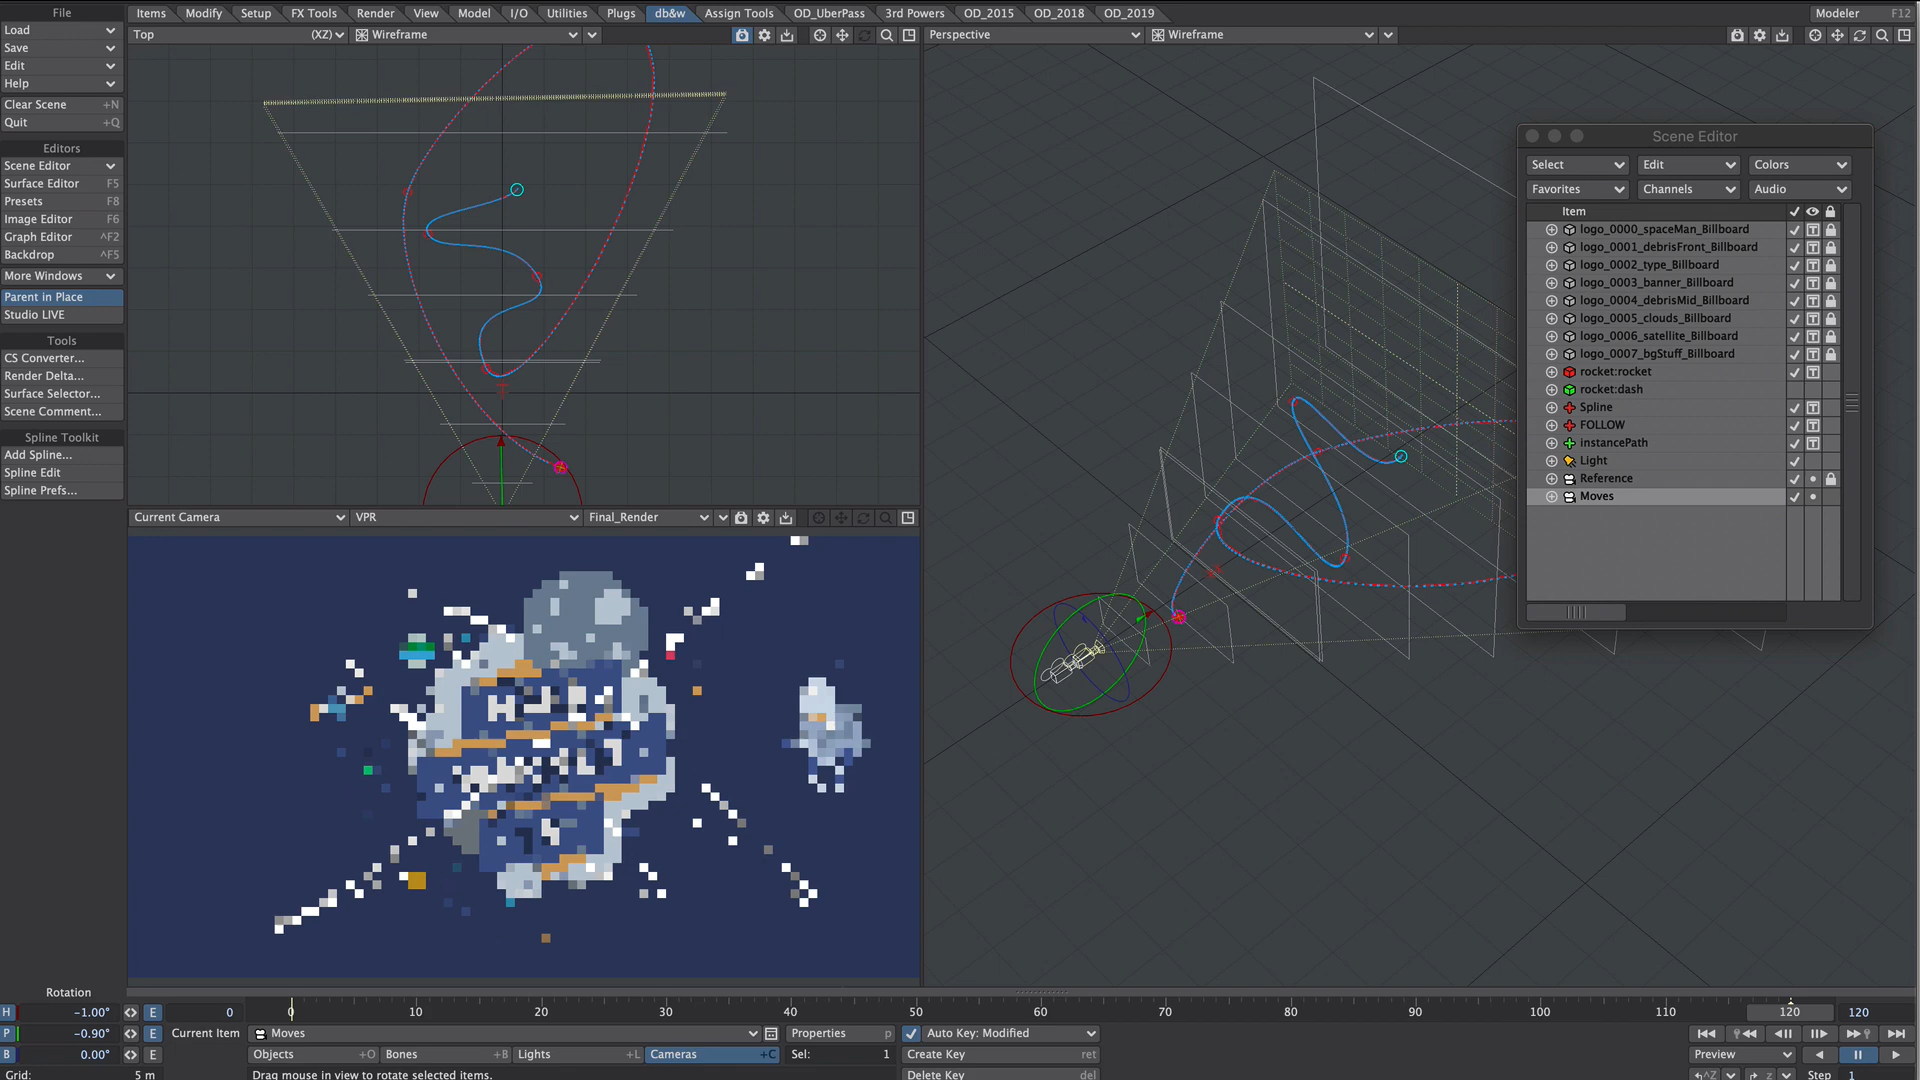 File Items Modify Setup FX Tools Render View Model I/O Utilities Plugs db&w Assign Tools OD_UberPass 3rd Powers OD_2015 OD_2018 OD_2019 Modeler F12
Load
Save
Edit
Help
Clear Scene +N
Quit +Q
Editors
Scene Editor
Surface Editor F5
Presets F8
Image Editor F6
Graph Editor ^F2
Backdrop ^F5
More Windows
Parent in Place
Studio LIVE
Tools
CS Converter...
Render Delta...
Surface Selector...
Scene Comment...
Spline Toolkit
Add Spline...
Spline Edit
Spline Prefs...
Top (XZ) Wireframe
Perspective Wireframe
Current Camera VPR Final_Render
Scene Editor
Select Edit Colors
Favorites Channels Audio
Item
logo_0000_spaceMan_Billboard
logo_0001_debrisFront_Billboard
logo_0002_type_Billboard
logo_0003_banner_Billboard
logo_0004_debrisMid_Billboard
logo_0005_clouds_Billboard
logo_0006_satellite_Billboard
logo_0007_bgStuff_Billboard
rocket:rocket
rocket:dash
Spline
FOLLOW
instancePath
Light
Reference
Moves
Rotation
H -1.00° E 0 0 10 20 30 40 50 60 70 80 90 100 110 120 120
P -0.90° E Current Item Moves Properties p Auto Key: Modified
B 0.00° E Objects +O Bones +B Lights +L Cameras +C Sel: 1 Create Key ret Preview
Grid: 5 m Drag mouse in view to rotate selected items. Delete Key del ^Z z Step 1